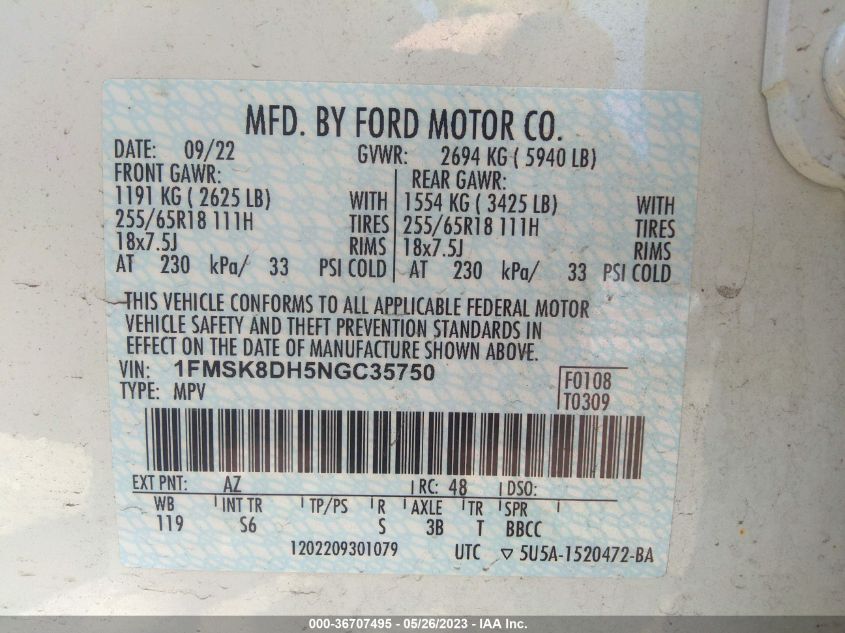 MFD. BY FORD MOTOR CO.
DATE: 09/22 GVWR: 2694 KG ( 5940 LB)
FRONT GAWR: REAR GAWR:
1191 KG ( 2625 LB) WITH 1554 KG ( 3425 LB) WITH
255/65R18 111H TIRES 255/65R18 111H TIRES
18x7.5J RIMS 18x7.5J RIMS
AT 230 kPa/ 33 PSI COLD AT 230 kPa/ 33 PSI COLD
THIS VEHICLE CONFORMS TO ALL APPLICABLE FEDERAL MOTOR
VEHICLE SAFETY AND THEFT PREVENTION STANDARDS IN
EFFECT ON THE DATE OF MANUFACTURE SHOWN ABOVE.
VIN: 1FMSK8DH5NGC35750 F0108
TYPE: MPV T0309
EXT PNT: AZ RC: 48 DSO:
WB INT TR TP/PS R AXLE TR SPR
119 S6 S 3B T BBCC
1202209301079 UTC ▽ 5U5A-1520472-BA
000-36707495 - 05/26/2023 - IAA Inc.